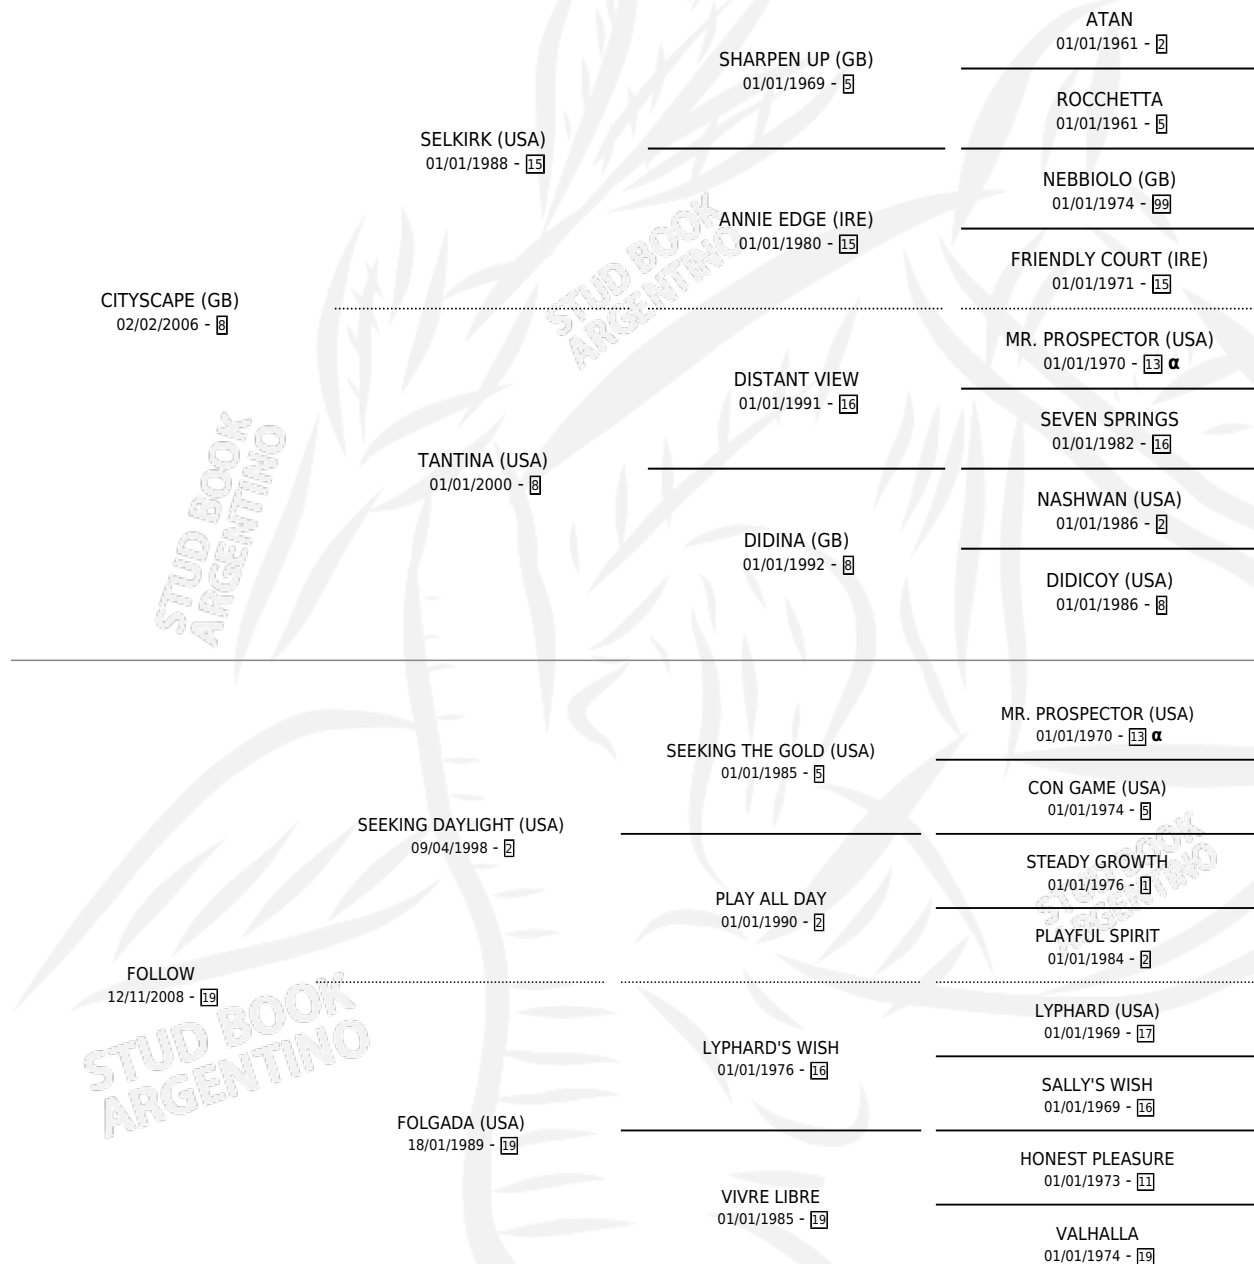 ATAN
01/01/1961 - 2
SHARPEN UP (GB)
01/01/1969 - 5
ROCCHETTA
01/01/1961 - 5
SELKIRK (USA)
01/01/1988 - 15
NEBBIOLO (GB)
01/01/1974 - 99
ANNIE EDGE (IRE)
01/01/1980 - 15
FRIENDLY COURT (IRE)
01/01/1971 - 15
CITYSCAPE (GB)
02/02/2006 - 8
MR. PROSPECTOR (USA)
01/01/1970 - 13 α
DISTANT VIEW
01/01/1991 - 16
SEVEN SPRINGS
01/01/1982 - 16
TANTINA (USA)
01/01/2000 - 8
NASHWAN (USA)
01/01/1986 - 2
DIDINA (GB)
01/01/1992 - 8
DIDICOY (USA)
01/01/1986 - 8
MR. PROSPECTOR (USA)
01/01/1970 - 13 α
SEEKING THE GOLD (USA)
01/01/1985 - 5
CON GAME (USA)
01/01/1974 - 5
SEEKING DAYLIGHT (USA)
09/04/1998 - 2
STEADY GROWTH
01/01/1976 - 1
PLAY ALL DAY
01/01/1990 - 2
PLAYFUL SPIRIT
01/01/1984 - 2
FOLLOW
12/11/2008 - 19
LYPHARD (USA)
01/01/1969 - 17
LYPHARD'S WISH
01/01/1976 - 16
SALLY'S WISH
01/01/1969 - 16
FOLGADA (USA)
18/01/1989 - 19
HONEST PLEASURE
01/01/1973 - 11
VIVRE LIBRE
01/01/1985 - 19
VALHALLA
01/01/1974 - 19
STUD BOOK
ARGENTINO
STUD BOOK
ARGENTINO
STUD BOOK
ARGENTINO
STUD BOOK
ARGENTINO